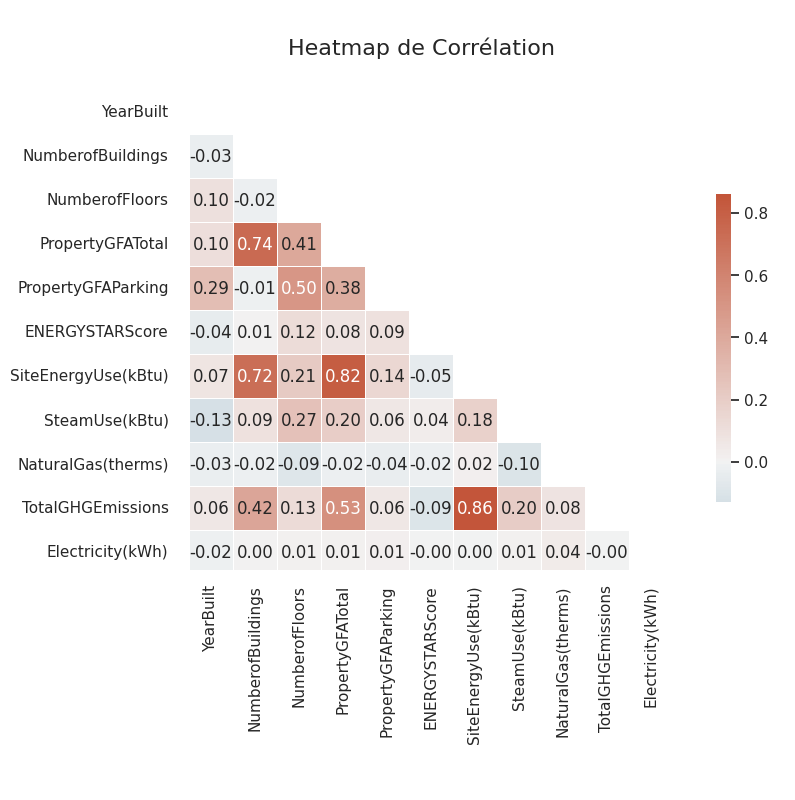 Heatmap de Corrélation
YearBuilt
NumberofBuildings -0.03
NumberofFloors 0.10 -0.02
PropertyGFATotal 0.10 0.74 0.41
PropertyGFAParking 0.29 -0.01 0.50 0.38
ENERGYSTARScore -0.04 0.01 0.12 0.08 0.09
SiteEnergyUse(kBtu) 0.07 0.72 0.21 0.82 0.14 -0.05
SteamUse(kBtu) -0.13 0.09 0.27 0.20 0.06 0.04 0.18
NaturalGas(therms) -0.03 -0.02 -0.09 -0.02 -0.04 -0.02 0.02 -0.10
TotalGHGEmissions 0.06 0.42 0.13 0.53 0.06 -0.09 0.86 0.20 0.08
Electricity(kWh) -0.02 0.00 0.01 0.01 0.01 -0.00 0.00 0.01 0.04 -0.00
YearBuilt
NumberofBuildings
NumberofFloors
PropertyGFATotal
PropertyGFAParking
ENERGYSTARScore
SiteEnergyUse(kBtu)
SteamUse(kBtu)
NaturalGas(therms)
TotalGHGEmissions
Electricity(kWh)
0.8
0.6
0.4
0.2
0.0